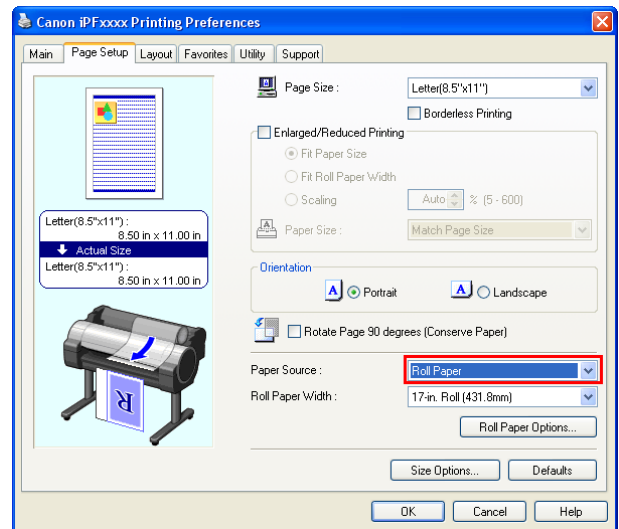 Canon iPFxxxx Printing Preferences
Main Page Setup Layout Favorites Utility Support
Page Size : Letter(8.5"x11")
Borderless Printing
Enlarged/Reduced Printing
Fit Paper Size
Fit Roll Paper Width
Scaling Auto % (5 - 600)
Paper Size : Match Page Size
Letter(8.5"x11") :
8.50 in x 11.00 in
Actual Size
Letter(8.5"x11") :
8.50 in x 11.00 in
Orientation
A Portrait A Landscape
Rotate Page 90 degrees (Conserve Paper)
Paper Source : Roll Paper
Roll Paper Width : 17-in. Roll (431.8mm)
Roll Paper Options...
R
Size Options... Defaults
OK Cancel Help